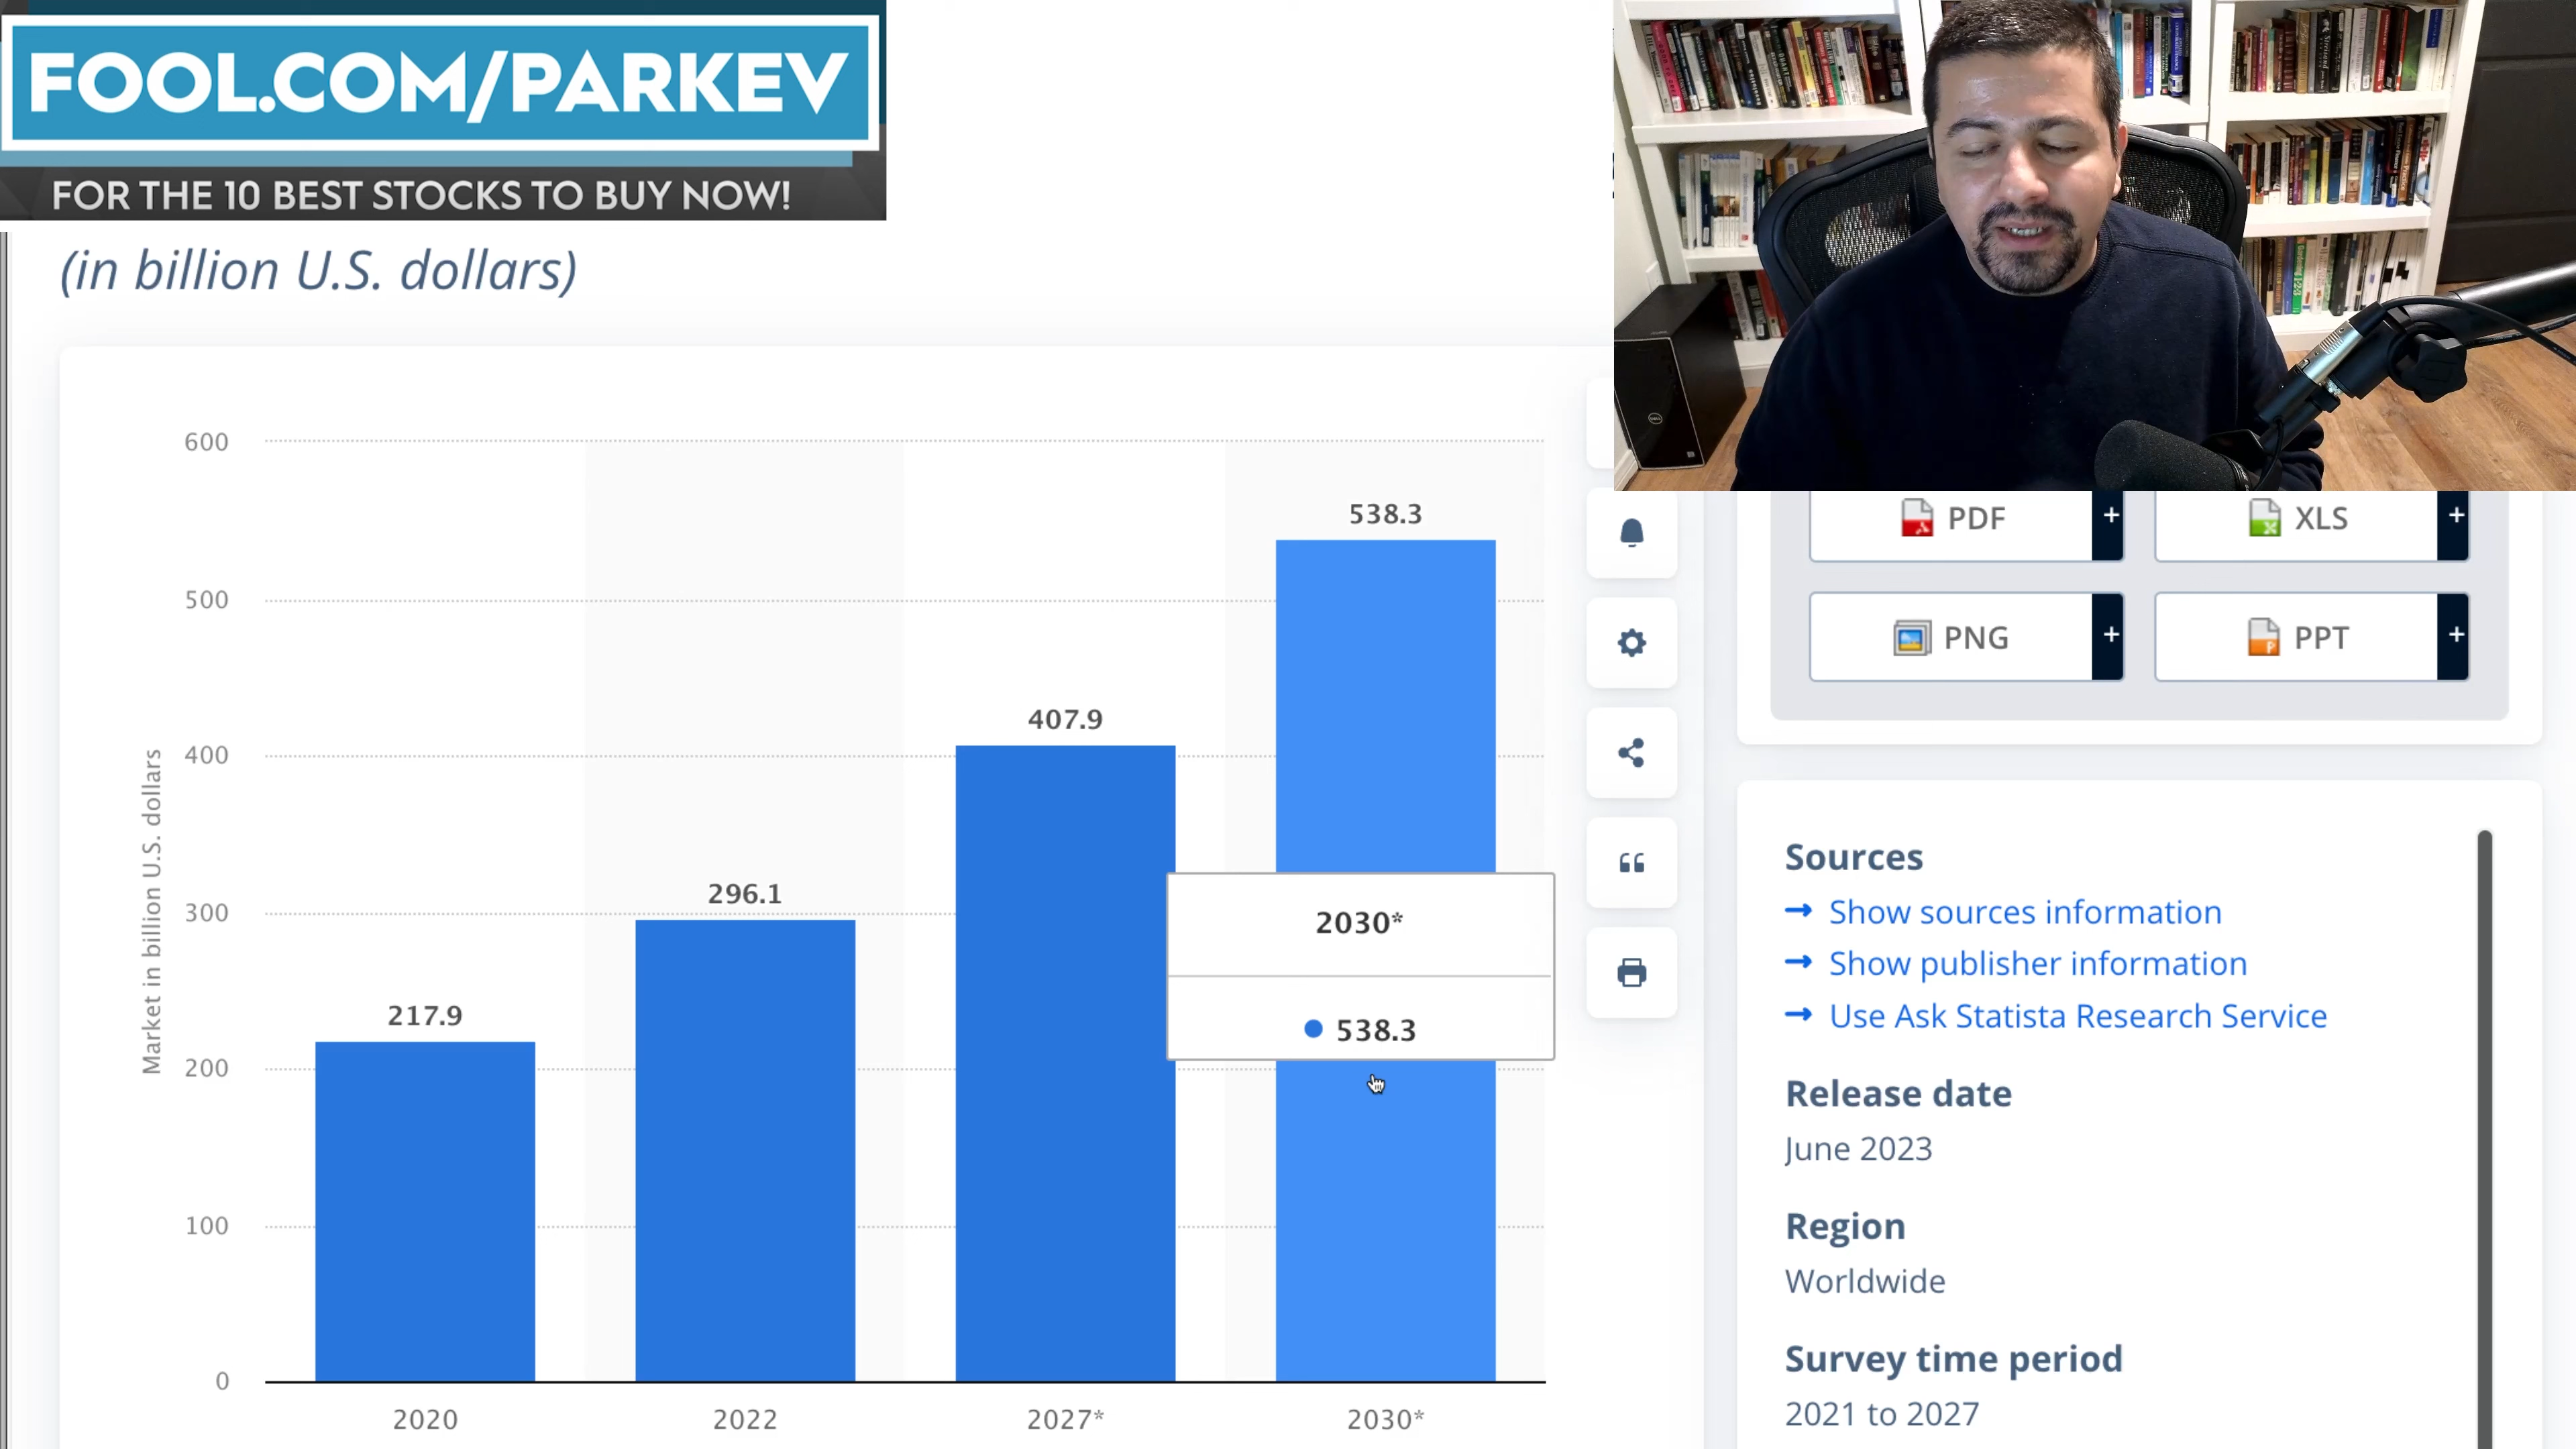 FOOL.COM/PARKEV
FOR THE 10 BEST STOCKS TO BUY NOW!
(in billion U.S. dollars)
600
500
400
300
200
100
0
Market in billion U.S. dollars
217.9
296.1
407.9
538.3
2030*
538.3
2020
2022
2027*
2030*
PDF +
XLS +
PNG +
PPT +
Sources
→ Show sources information
→ Show publisher information
→ Use Ask Statista Research Service
Release date
June 2023
Region
Worldwide
Survey time period
2021 to 2027